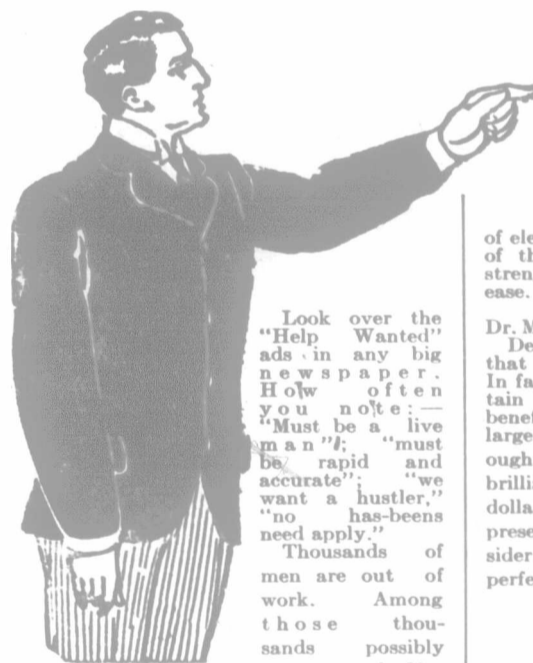 Look over the
"Help Wanted"
ads in any big
newspaper.
How often
you note:—
"Must be a live
man"; "must
be rapid and
accurate"; "we
want a hustler,"
"no has-beens
need apply."
Thousands of
men are out of
work. Among
those thou-
sands possibly
of ele
of th
stren
ease.
Dr. M
De
that
In fa
tain
benef
large
ough
brilli
dolla
prese
sider
perfe